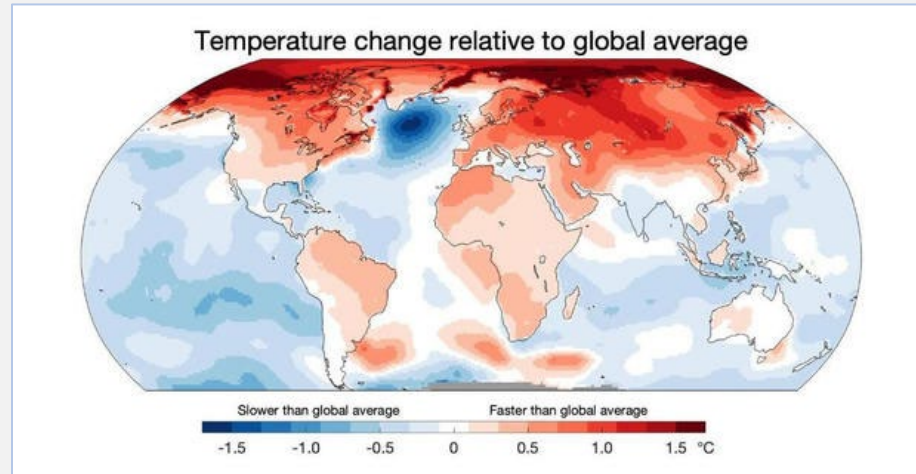 Temperature change relative to global average
Slower than global average Faster than global average
-1.5 -1.0 -0.5 0 0.5 1.0 1.5 °C